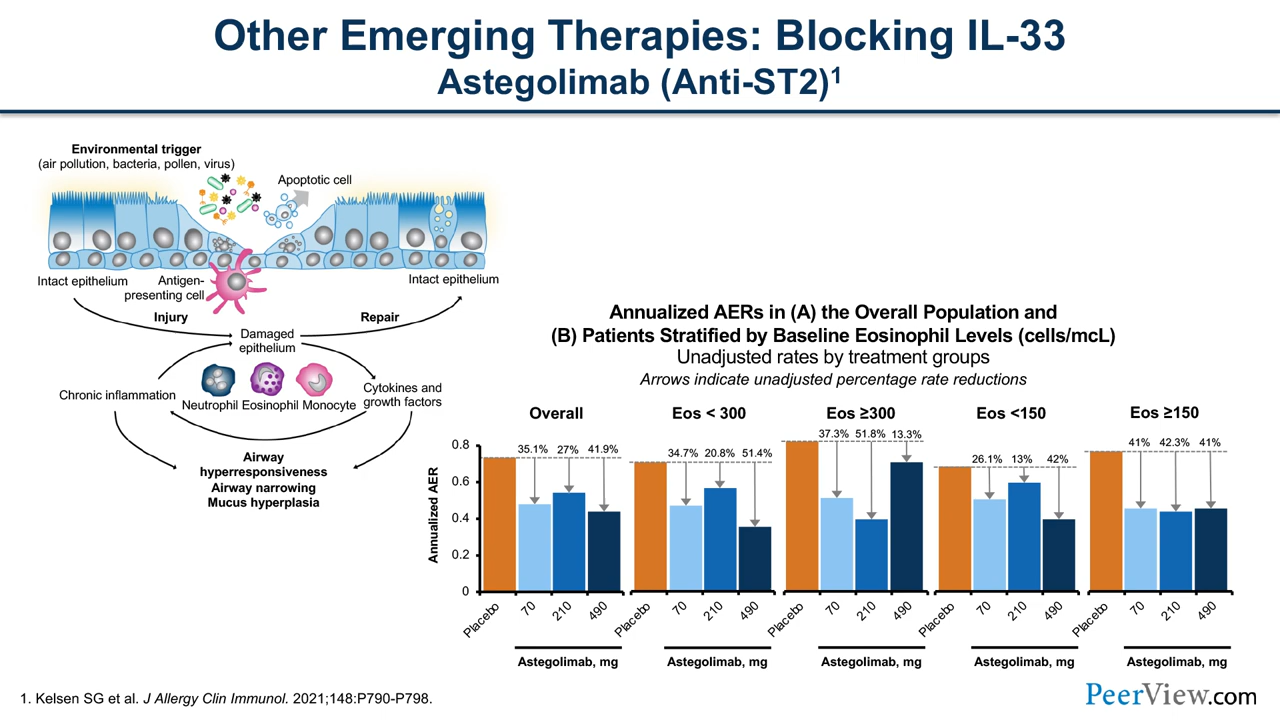 Other Emerging Therapies: Blocking IL-33
Astegolimab (Anti-ST2)1
Environmental trigger
(air pollution, bacteria, pollen, virus)
Apoptotic cell
Intact epithelium
Antigen-
presenting cell
Intact epithelium
Injury
Repair
Damaged
epithelium
Chronic inflammation
Neutrophil Eosinophil Monocyte
Cytokines and
growth factors
Airway
hyperresponsiveness
Airway narrowing
Mucus hyperplasia
Annualized AERs in (A) the Overall Population and
(B) Patients Stratified by Baseline Eosinophil Levels (cells/mcL)
Unadjusted rates by treatment groups
Arrows indicate unadjusted percentage rate reductions
Overall
Eos < 300
Eos ≥300
Eos <150
Eos ≥150
Annualized AER
0.8
0.6
0.4
0.2
0
35.1% 27% 41.9%
34.7% 20.8% 51.4%
37.3% 51.8% 13.3%
26.1% 13% 42%
41% 42.3% 41%
Placebo 70 210 490
Placebo 70 210 490
Placebo 70 210 490
Placebo 70 210 490
Placebo 70 210 490
Astegolimab, mg
Astegolimab, mg
Astegolimab, mg
Astegolimab, mg
Astegolimab, mg
1. Kelsen SG et al. J Allergy Clin Immunol. 2021;148:P790-P798.
PeerView.com